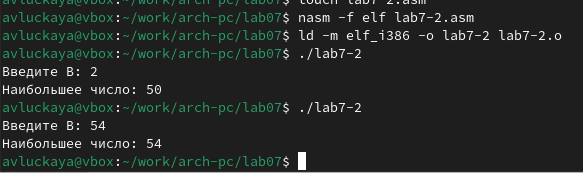 avluckaya@vbox:~/work/arch-pc/lab07$ touch lab7-2.asm
avluckaya@vbox:~/work/arch-pc/lab07$ nasm -f elf lab7-2.asm
avluckaya@vbox:~/work/arch-pc/lab07$ ld -m elf_i386 -o lab7-2 lab7-2.o
avluckaya@vbox:~/work/arch-pc/lab07$ ./lab7-2
Введите B: 2
Наибольшее число: 50
avluckaya@vbox:~/work/arch-pc/lab07$ ./lab7-2
Введите B: 54
Наибольшее число: 54
avluckaya@vbox:~/work/arch-pc/lab07$